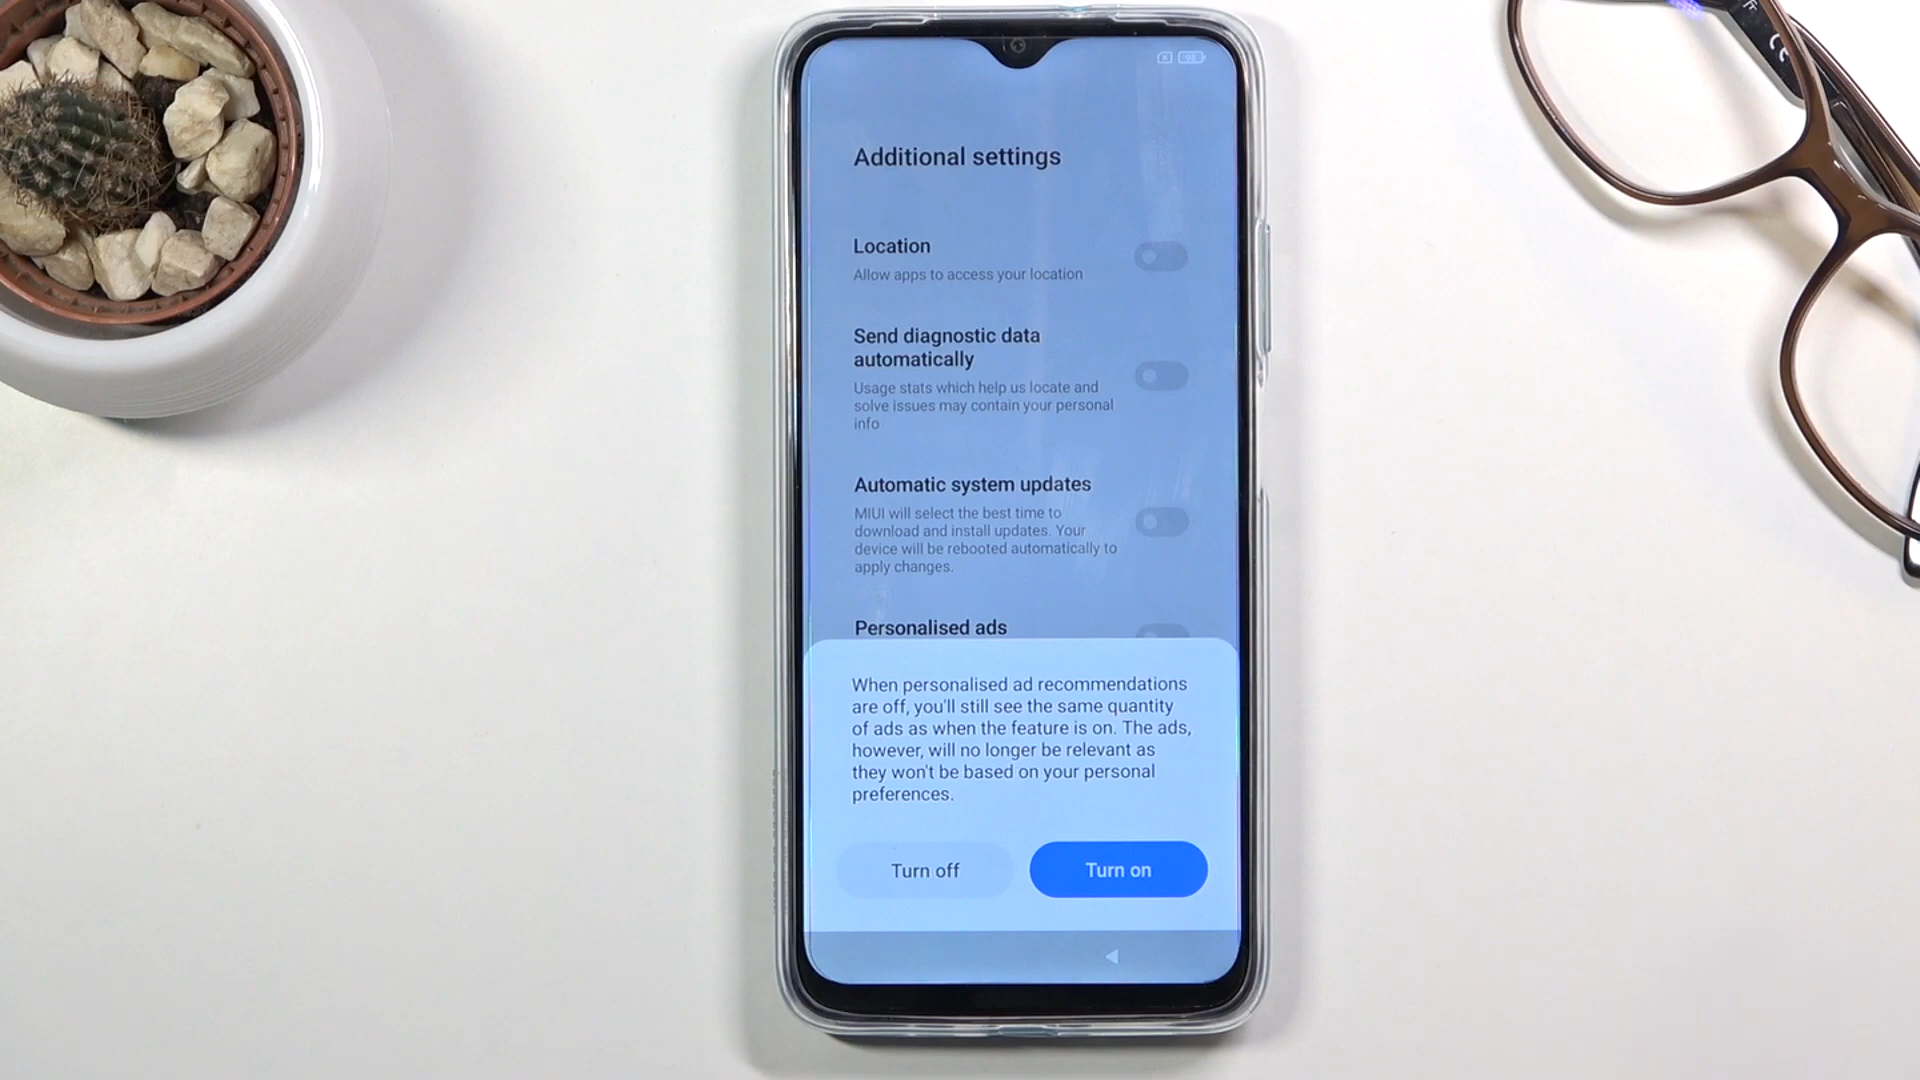 Additional settings
Location
Allow apps to access your location
Send diagnostic data
automatically
Usage stats which help us locate and
solve issues may contain your personal
info
Automatic system updates
MIUI will select the best time to
download and install updates. Your
device will be rebooted automatically to
apply changes.
Personalised ads
When personalised ad recommendations
are off, you'll still see the same quantity
of ads as when the feature is on. The ads,
however, will no longer be relevant as
they won't be based on your personal
preferences.
Turn off
Turn on
CE